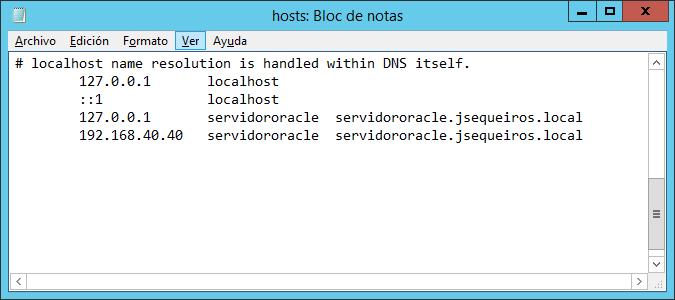 hosts: Bloc de notas
Archivo Edición Formato Ver Ayuda
# localhost name resolution is handled within DNS itself.
127.0.0.1 localhost
::1 localhost
127.0.0.1 servidororacle servidororacle.jsequeiros.local
192.168.40.40 servidororacle servidororacle.jsequeiros.local